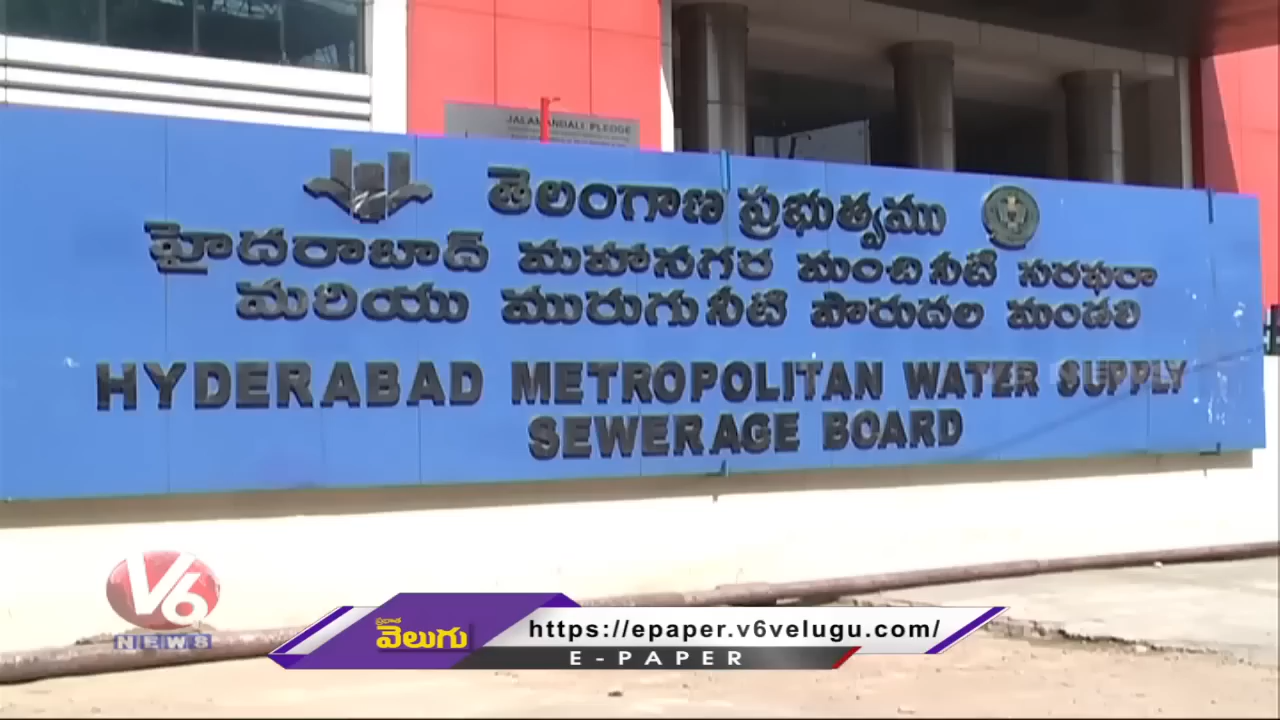 JALAMANDALI PLEDGE
తెలంగాణ ప్రభుత్వము
హైదరాబాద్ మహానగర మంచినీటి సరఫరా
మరియు మురుగునీటి పారుదల మండలి
HYDERABAD METROPOLITAN WATER SUPPLY
SEWERAGE BOARD
V6
NEWS
ప్రభాత
వెలుగు
https://epaper.v6velugu.com/
E-PAPER